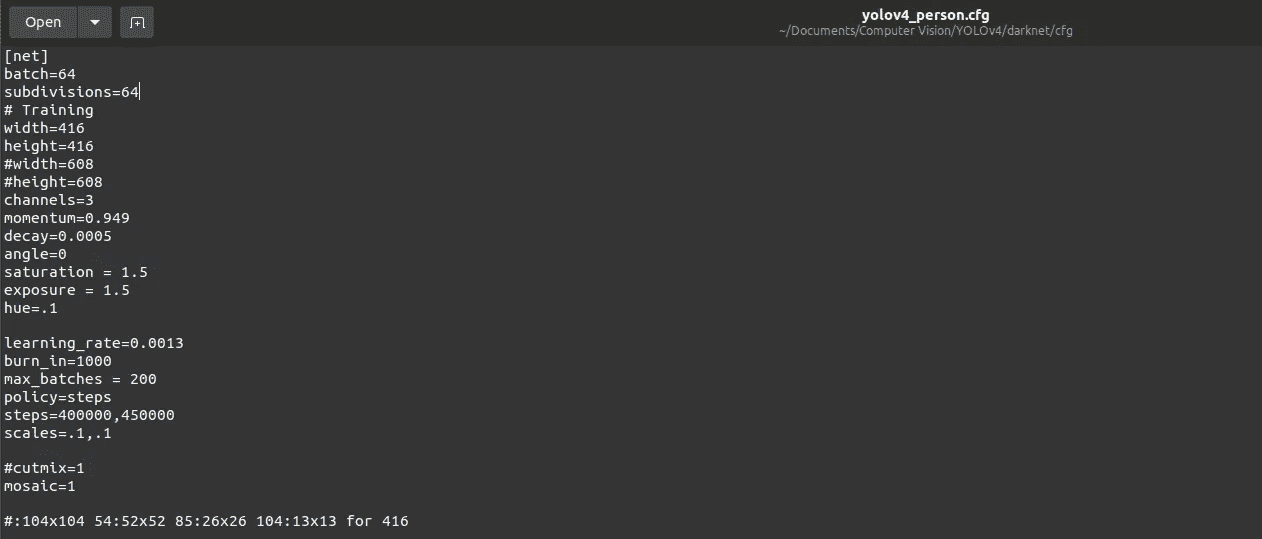 Open
yolov4_person.cfg
~/Documents/Computer Vision/YOLOv4/darknet/cfg
[net]
batch=64
subdivisions=64
# Training
width=416
height=416
#width=608
#height=608
channels=3
momentum=0.949
decay=0.0005
angle=0
saturation = 1.5
exposure = 1.5
hue=.1
learning_rate=0.0013
burn_in=1000
max_batches = 200
policy=steps
steps=400000,450000
scales=.1,.1
#cutmix=1
mosaic=1
#:104x104 54:52x52 85:26x26 104:13x13 for 416